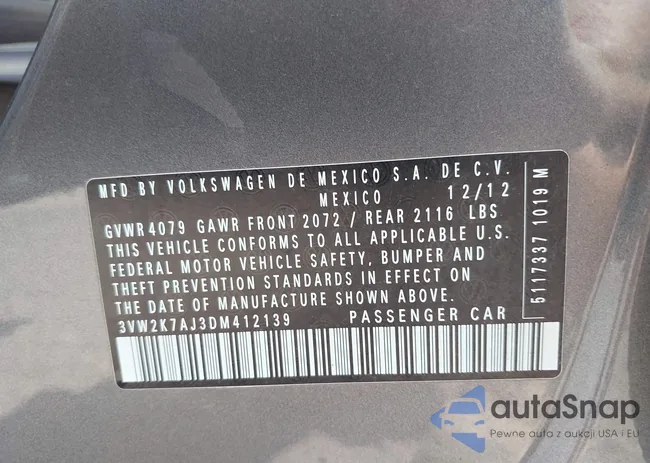 MFD BY VOLKSWAGEN DE MEXICO S.A. DE C.V.
MEXICO 12/12
GVWR 4079 GAWR FRONT 2072 / REAR 2116 LBS
THIS VEHICLE CONFORMS TO ALL APPLICABLE U.S.
FEDERAL MOTOR VEHICLE SAFETY, BUMPER AND
THEFT PREVENTION STANDARDS IN EFFECT ON
THE DATE OF MANUFACTURE SHOWN ABOVE.
3VW2K7AJ3DM412139 PASSENGER CAR
5117337 1019 M
autaSnap
Pewne auta z aukcji USA i EU